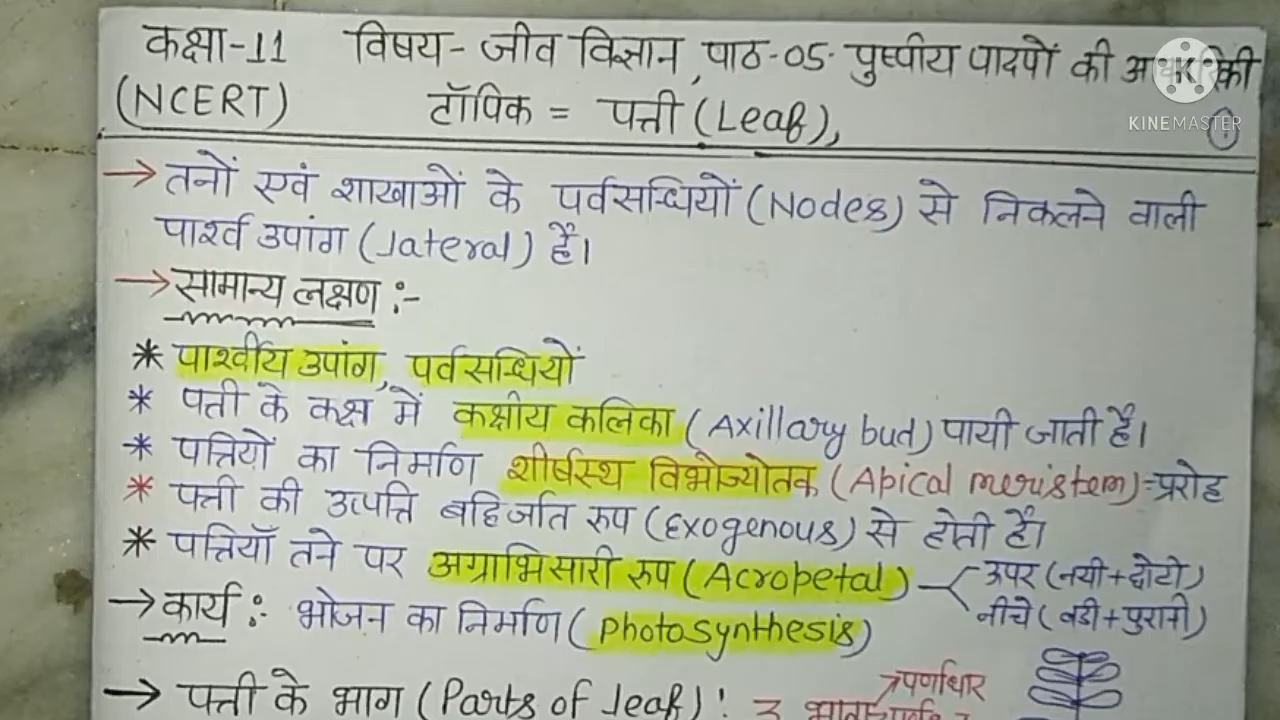 कक्षा-11 विषय- जीव विज्ञान, पाठ-05- पुष्पीय पादपों की
K
KINEMASTER
(NCERT) टॉपिक = पत्ती (Leaf), 1
→ तनों एवं शाखाओं के पर्वसन्धियों (Nodes) से निकलने वाली
पार्श्व उपांग (lateral) है।
→ सामान्य लक्षण :-
* पार्श्वीय उपांग, पर्वसन्धियों
* पती के कक्ष में कक्षीय कलिका (Axillary bud) पायी जाती है।
* पत्तियों का निर्माण शीर्षस्थ विभोज्योतक (Apical meristem)-प्ररोह
* पत्ती की उत्पत्ति बहिर्जात रूप (Exogenous) से होती है।
* पत्तियाँ तने पर अग्राभिसारी रूप (Acropetal) ऊपर (नयी+छोटी)
नीचे (बडी+पुरानी)
→ कार्य :- भोजन का निर्माण (Photosynthesis)
→ पत्ती के भाग (Parts of leaf) : 3 भाग → पर्णाधार